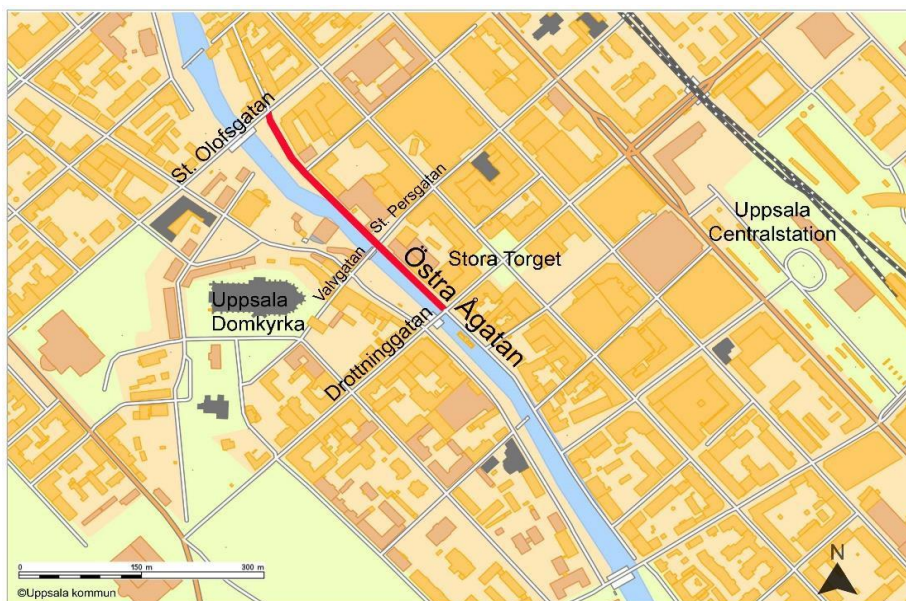 St. Olofsgatan
St. Persgatan
Valvgatan
Uppsala
Domkyrka
Drottninggatan
Östra Ågatan
Stora Torget
Uppsala
Centralstation
0
150 m
300 m
©Uppsala kommun
N